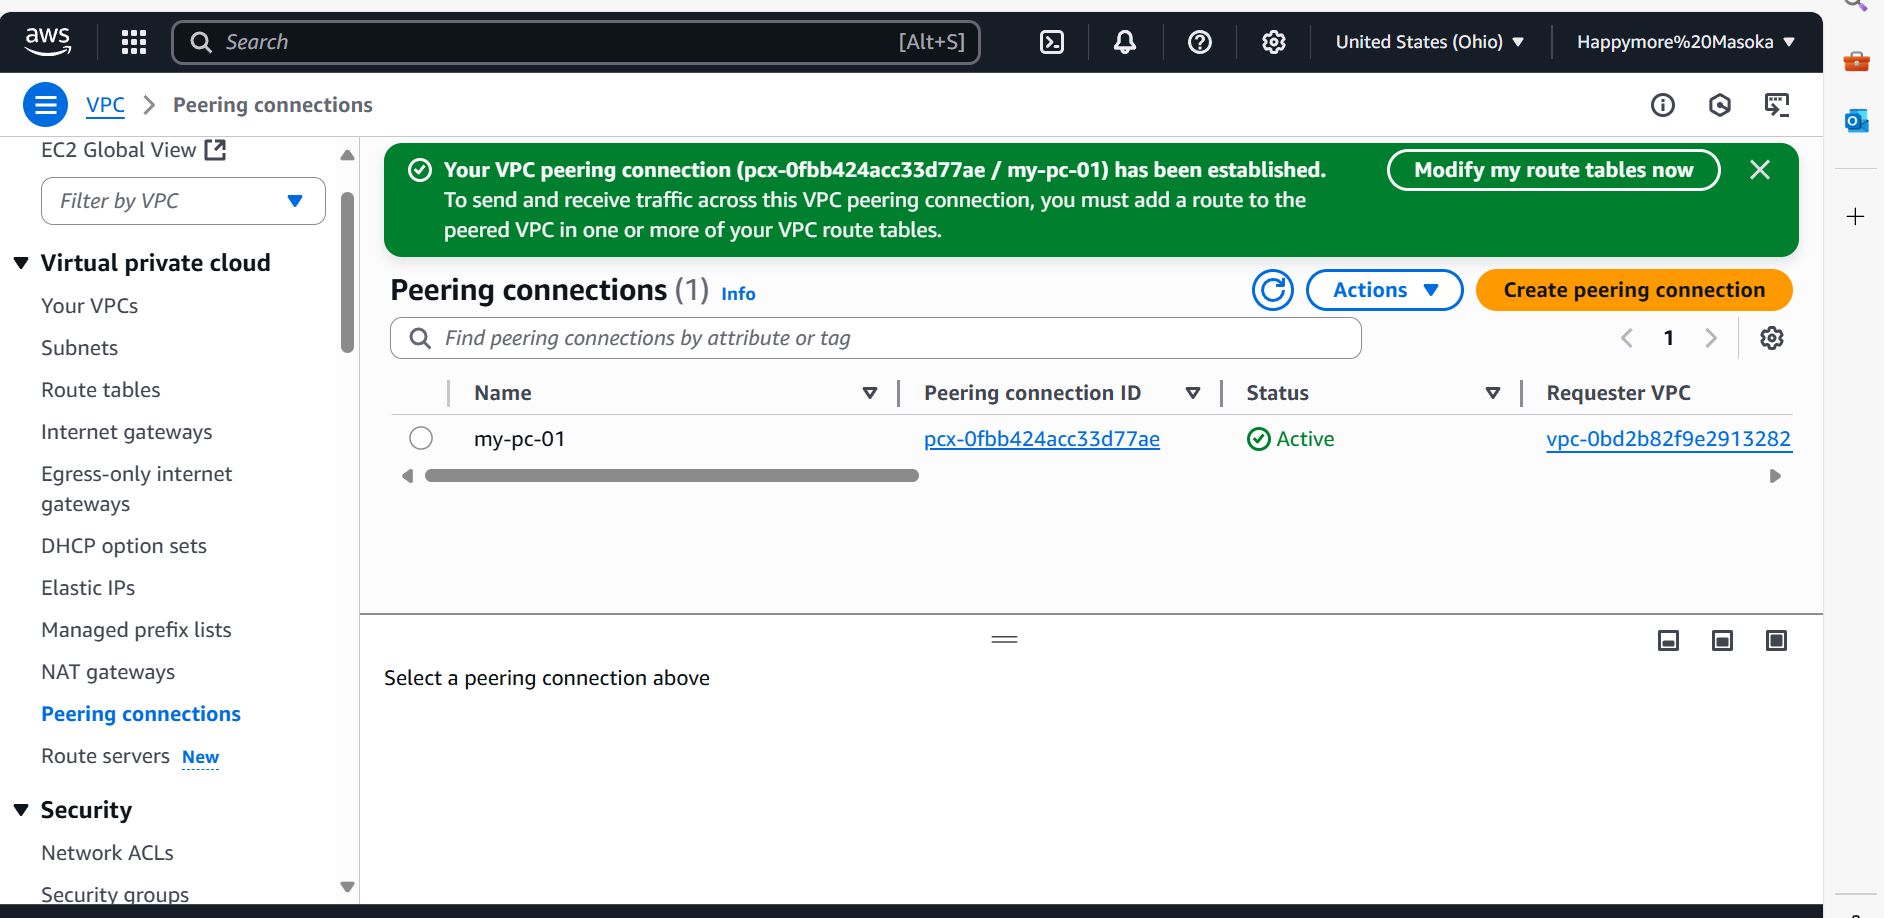 aws
Search [Alt+S]
United States (Ohio)
Happymore%20Masoka
VPC
Peering connections
EC2 Global View
Filter by VPC
Virtual private cloud
Your VPCs
Subnets
Route tables
Internet gateways
Egress-only internet
gateways
DHCP option sets
Elastic IPs
Managed prefix lists
NAT gateways
Peering connections
Route servers New
Security
Network ACLs
Security groups
Your VPC peering connection (pcx-0fbb424acc33d77ae / my-pc-01) has been established.
To send and receive traffic across this VPC peering connection, you must add a route to the
peered VPC in one or more of your VPC route tables.
Modify my route tables now
Peering connections (1) Info
Actions
Create peering connection
Find peering connections by attribute or tag
1
Name Peering connection ID Status Requester VPC
my-pc-01 pcx-0fbb424acc33d77ae Active vpc-0bd2b82f9e2913282
Select a peering connection above